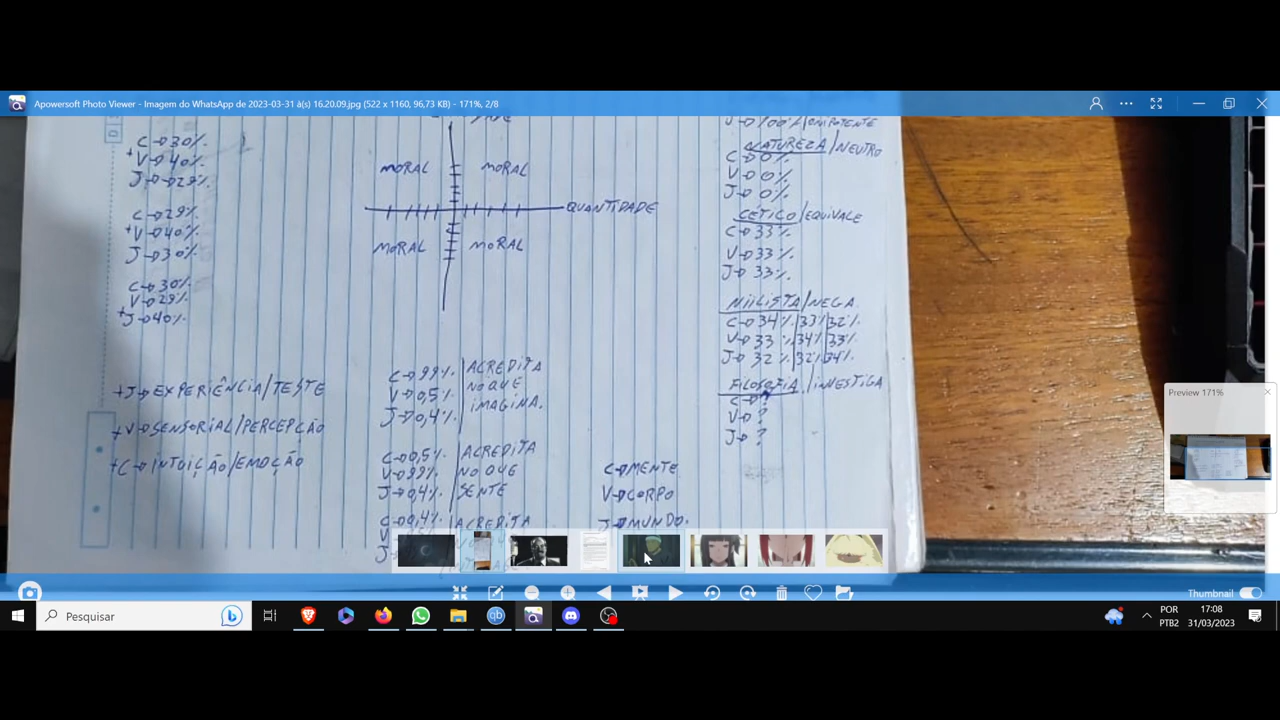 Apowersoft Photo Viewer - Imagem do WhatsApp de 2023-03-31 à(s) 16.20.09.jpg (522 x 1160, 96,73 KB) - 171%, 2/8
C→30%
+V→40%
J→29%
C→29%
+V→40%
J→30%
C→30%
V→29%
+J→40%
+J→EXPERIÊNCIA/TESTE
+V→SENSORIAL/PERCEPÇÃO
+C→INTUIÇÃO/EMOÇÃO
MORAL MORAL
QUANTIDADE
MORAL MORAL
C→99% | ACREDITA
V→0,5% | NO QUE
J→0,4% | IMAGINA.
C→0,5% | ACREDITA
V→99% | NO QUE
J→0,4% | SENTE
C→0,4% | ACREDITA
V
J
C→MENTE
V→CORPO
J→MUNDO.
J→100%/ONIPOTENTE
NATUREZA/NEUTRO
C→0%
V→0%
J→0%
CETICO/EQUIVALE
C→33%
V→33%
J→33%
NIILISTA/NEGA
C→34% | 33% | 32%
V→33% | 34% | 33%
J→32% | 32% | 34%
FILOSOFIA/INVESTIGA
C→?
V→?
J→?
Preview 171%
Thumbnail
Pesquisar
POR
PTB2
17:08
31/03/2023